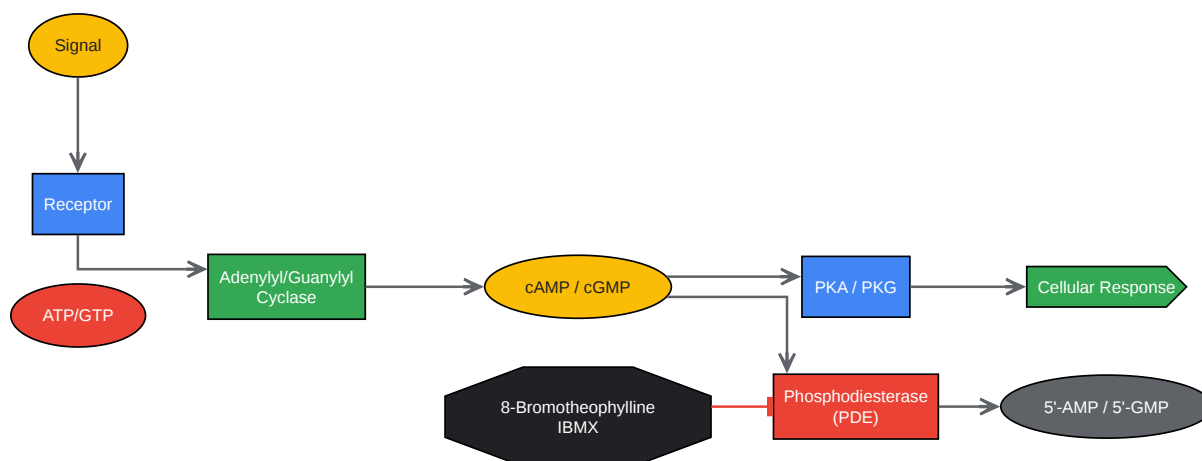 Signal
Receptor
ATP/GTP
Adenylyl/Guanylyl
Cyclase
cAMP / cGMP
PKA / PKG
Cellular Response
8-Bromotheophylline
IBMX
Phosphodiesterase
(PDE)
5'-AMP / 5'-GMP